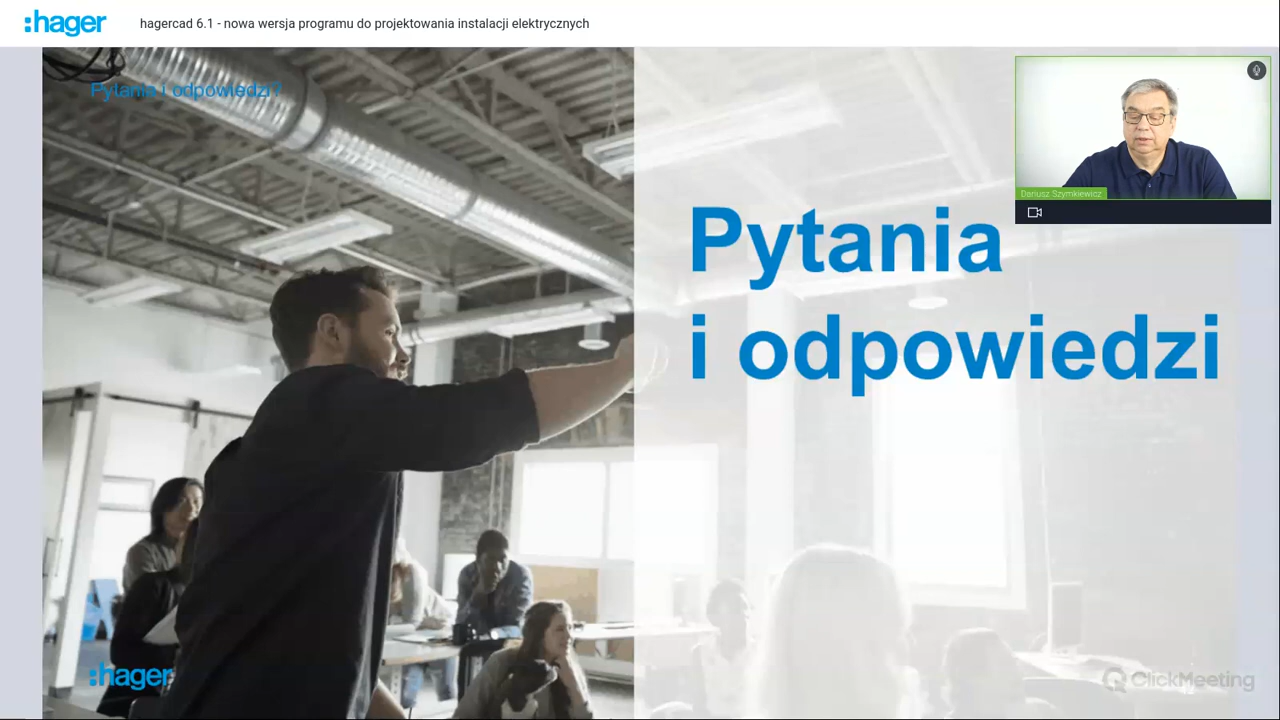 :hager
hagercad 6.1 - nowa wersja programu do projektowania instalacji elektrycznych
Pytania i odpowiedzi?
Dariusz Szymkiewicz
Pytania
i odpowiedzi
:hager
ClickMeeting